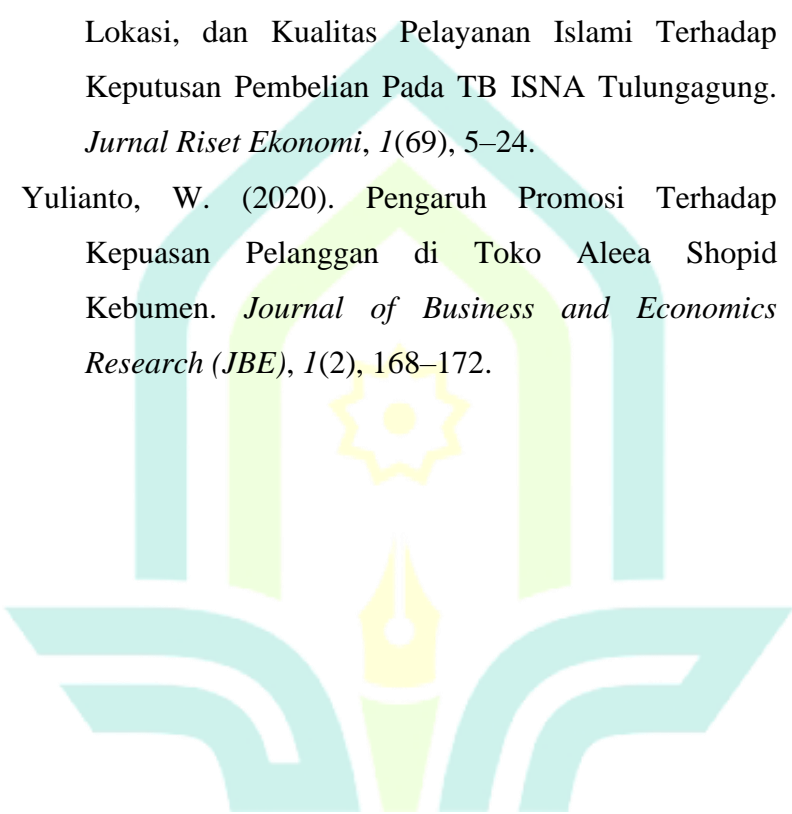 Lokasi, dan Kualitas Pelayanan Islami Terhadap
Keputusan Pembelian Pada TB ISNA Tulungagung.
Jurnal Riset Ekonomi, 1(69), 5–24.
Yulianto, W. (2020). Pengaruh Promosi Terhadap
Kepuasan Pelanggan di Toko Aleea Shopid
Kebumen. Journal of Business and Economics
Research (JBE), 1(2), 168–172.